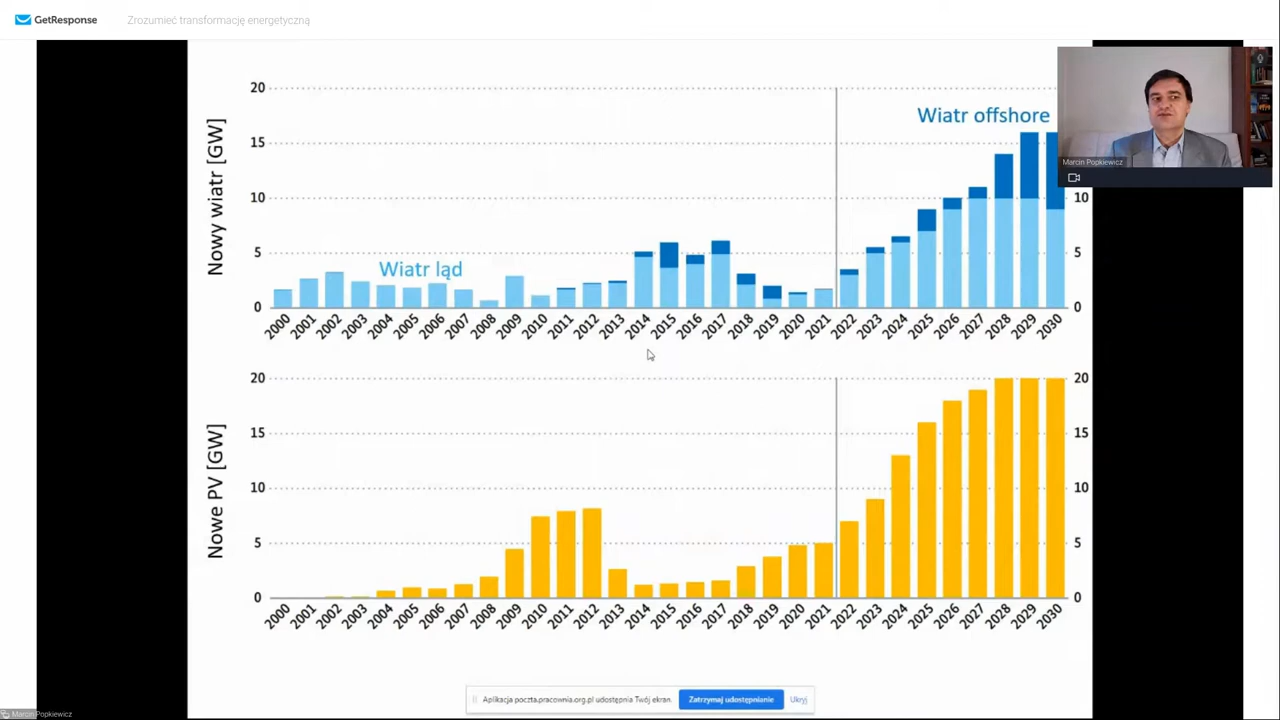 GetResponse
Zrozumieć transformację energetyczną
Nowy wiatr [GW]
20
15
10
5
0
Wiatr ląd
Wiatr offshore
10
5
0
2000 2001 2002 2003 2004 2005 2006 2007 2008 2009 2010 2011 2012 2013 2014 2015 2016 2017 2018 2019 2020 2021 2022 2023 2024 2025 2026 2027 2028 2029 2030
Marcin Popkiewicz
Nowe PV [GW]
20
15
10
5
0
20
15
10
5
0
2000 2001 2002 2003 2004 2005 2006 2007 2008 2009 2010 2011 2012 2013 2014 2015 2016 2017 2018 2019 2020 2021 2022 2023 2024 2025 2026 2027 2028 2029 2030
Aplikacja poczta.pracownia.org.pl udostępnia Twój ekran.
Zatrzymaj udostępnianie
Ukryj
Marcin Popkiewicz